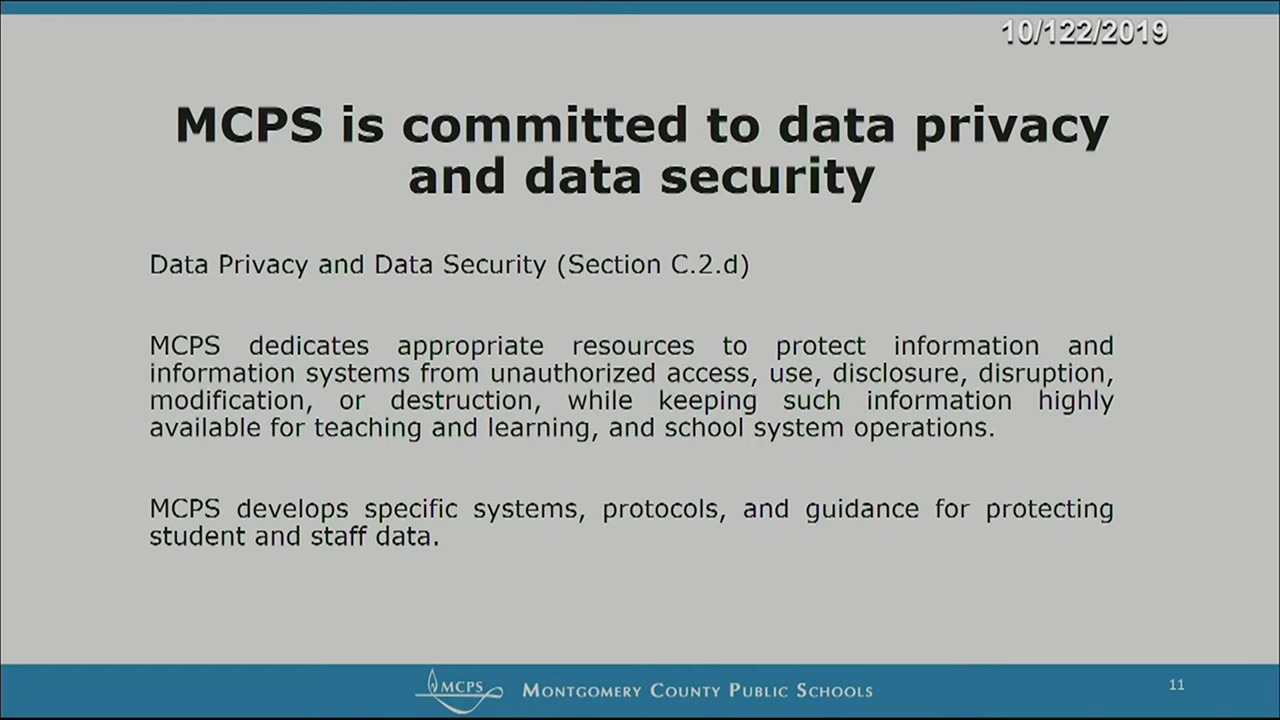 10/122/2019
MCPS is committed to data privacy
and data security
Data Privacy and Data Security (Section C.2.d)
MCPS dedicates appropriate resources to protect information and
information systems from unauthorized access, use, disclosure, disruption,
modification, or destruction, while keeping such information highly
available for teaching and learning, and school system operations.
MCPS develops specific systems, protocols, and guidance for protecting
student and staff data.
MCPS MONTGOMERY COUNTY PUBLIC SCHOOLS
11